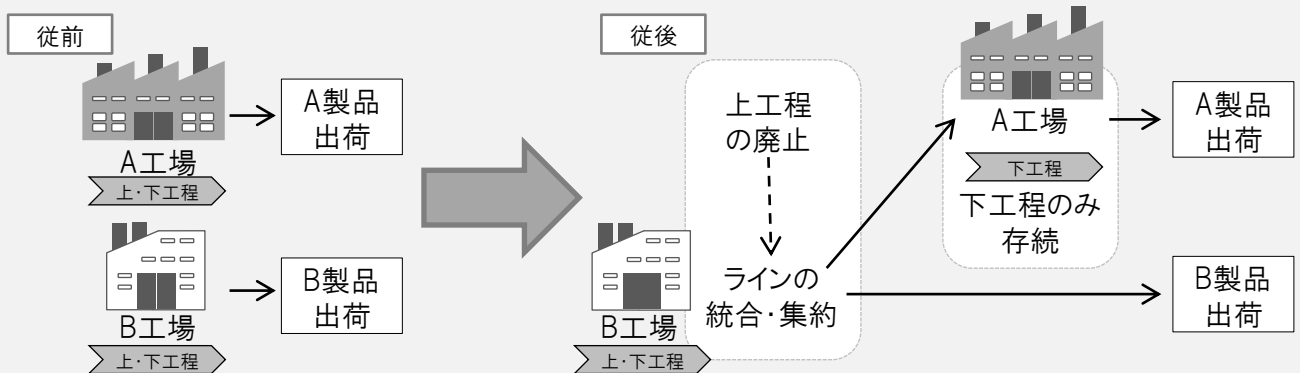 従前
A製品
出荷
A工場
上・下工程
B製品
出荷
B工場
上・下工程
従後
上工程
の廃止
ラインの
統合・集約
B工場
上・下工程
A工場
下工程
下工程のみ
存続
A製品
出荷
B製品
出荷